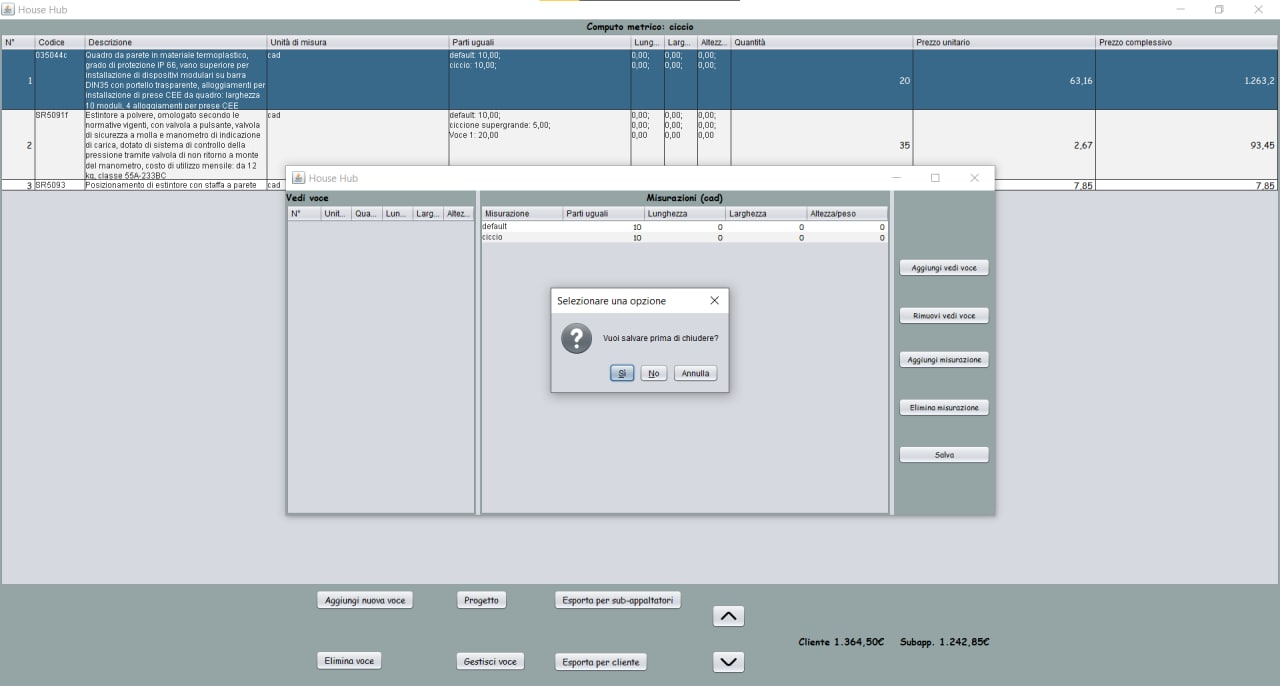 House Hub
Computo metrico: ciccio
N° Codice Descrizione Unità di misura Parti uguali Lung... Larg... Altezz... Quantità Prezzo unitario Prezzo complessivo
1 035044c Quadro da parete in materiale termoplastico, cad default: 10,00; 0,00; 0,00; 0,00; 20 63,16 1.263,2
grado di protezione IP 66, vano superiore per ciccio: 10,00; 0,00; 0,00; 0,00;
installazione di dispositivi modulari su barra
DIN35 con portello trasparente, alloggiamenti per
installazione di prese CEE da quadro: larghezza
10 moduli, 4 alloggiamenti per prese CEE
2 SR5091f Estintore a polvere, omologato secondo le cad default: 10,00; 0,00; 0,00; 0,00; 35 2,67 93,45
normative vigenti, con valvola a pulsante, valvola ciccione supergrande: 5,00; 0,00; 0,00; 0,00;
di sicurezza a molla e manometro di indicazione Voce 1: 20,00 0,00 0,00 0,00
di carica, dotato di sistema di controllo della
pressione tramite valvola di non ritorno a monte
del manometro, costo di utilizzo mensile: da 12
kg, classe 55A-233BC
3 SR5093 Posizionamento di estintore con staffa a parete cad 7,85 7,85
House Hub
Vedi voce
N° Unit... Qua... Lun... Larg... Altez...
Misurazioni (cad)
Misurazione Parti uguali Lunghezza Larghezza Altezza/peso
default 10 0 0 0
ciccio 10 0 0 0
Aggiungi vedi voce
Rimuovi vedi voce
Aggiungi misurazione
Elimina misurazione
Salva
Selezionare una opzione
?
Vuoi salvare prima di chiudere?
Sì No Annulla
Aggiungi nuova voce Progetto Esporta per sub-appaltatori
Cliente 1.364,50€ Subapp. 1.242,85€
Elimina voce Gestisci voce Esporta per cliente